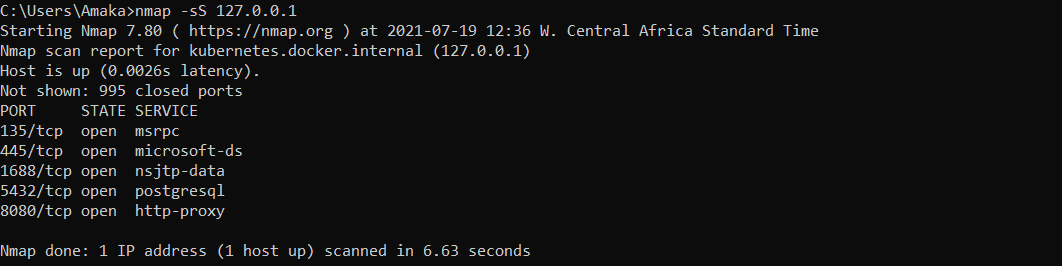 C:\Users\Amaka>nmap -sS 127.0.0.1
Starting Nmap 7.80 ( https://nmap.org ) at 2021-07-19 12:36 W. Central Africa Standard Time
Nmap scan report for kubernetes.docker.internal (127.0.0.1)
Host is up (0.0026s latency).
Not shown: 995 closed ports
PORT     STATE SERVICE
135/tcp  open  msrpc
445/tcp  open  microsoft-ds
1688/tcp open  nsjtp-data
5432/tcp open  postgresql
8080/tcp open  http-proxy
Nmap done: 1 IP address (1 host up) scanned in 6.63 seconds